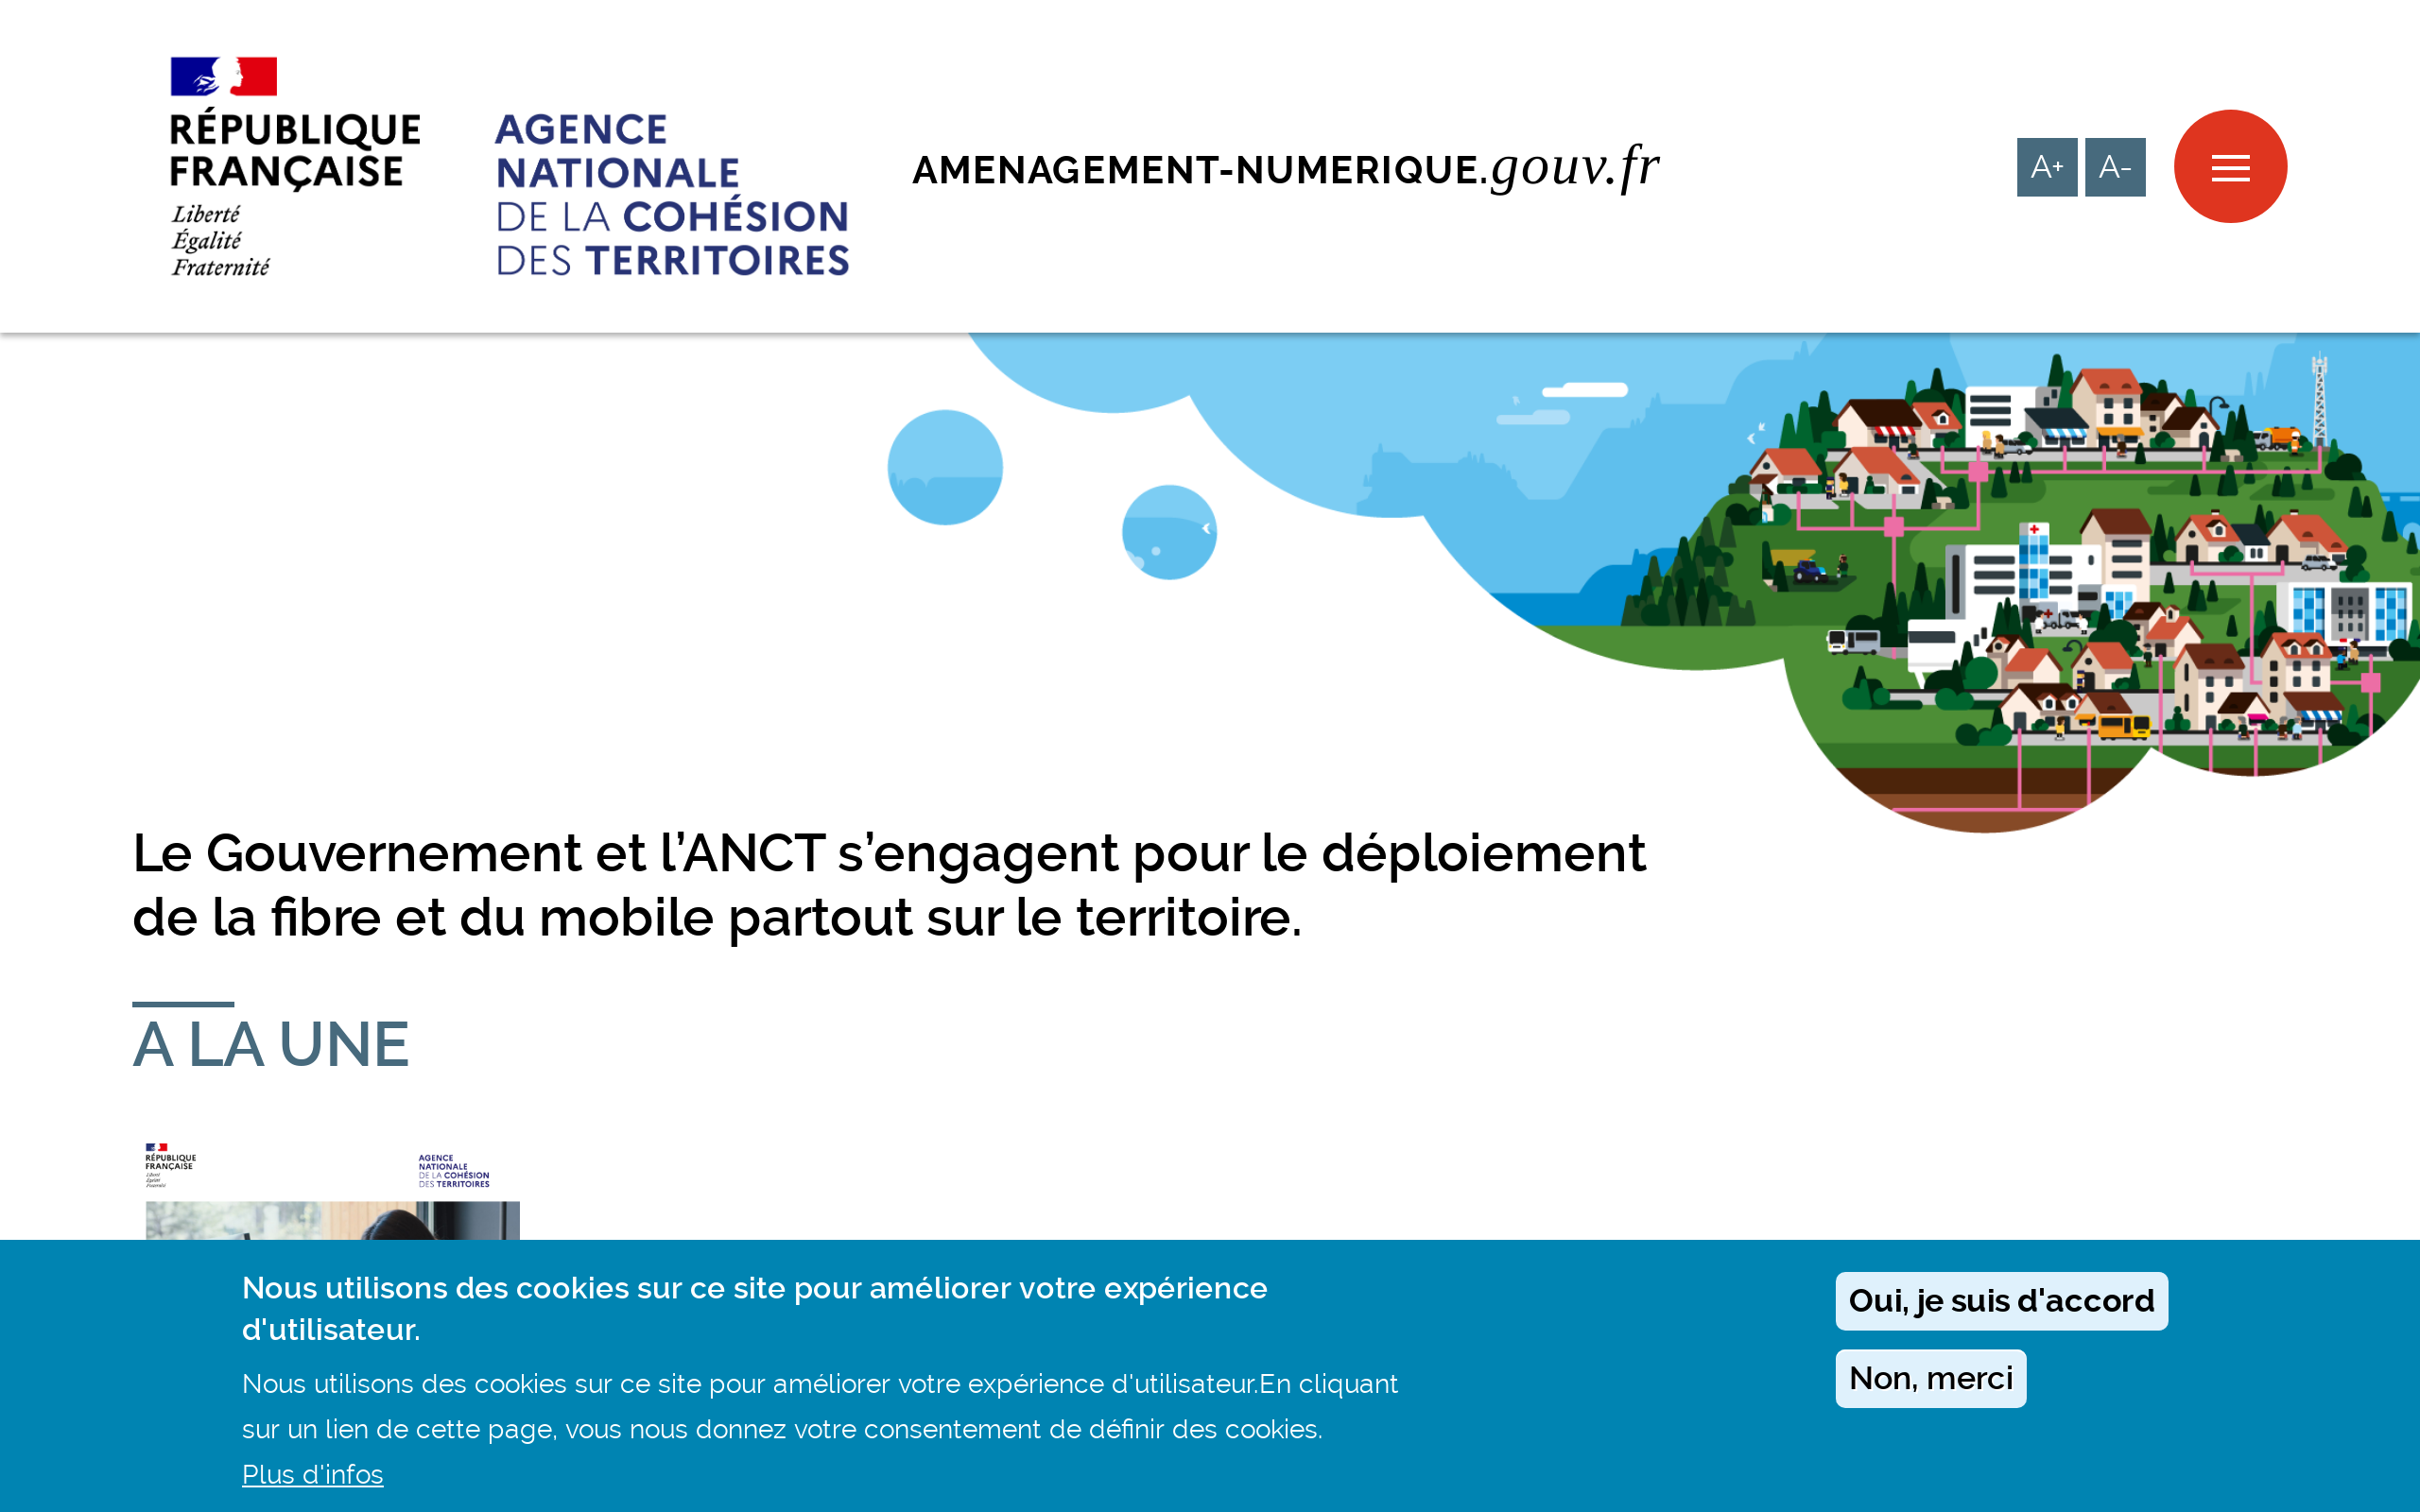 RÉPUBLIQUE
FRANÇAISE
Liberté
Égalité
Fraternité
AGENCE
NATIONALE
DE LA COHÉSION
DES TERRITOIRES
AMENAGEMENT-NUMERIQUE.gouv.fr
A+ A-
Le Gouvernement et l’ANCT s’engagent pour le déploiement
de la fibre et du mobile partout sur le territoire.
A LA UNE
RÉPUBLIQUE
FRANÇAISE
Liberté
Égalité
Fraternité
AGENCE
NATIONALE
DE LA COHÉSION
DES TERRITOIRES
Nous utilisons des cookies sur ce site pour améliorer votre expérience
d'utilisateur.
Nous utilisons des cookies sur ce site pour améliorer votre expérience d'utilisateur.En cliquant
sur un lien de cette page, vous nous donnez votre consentement de définir des cookies.
Plus d'infos
Oui, je suis d'accord
Non, merci